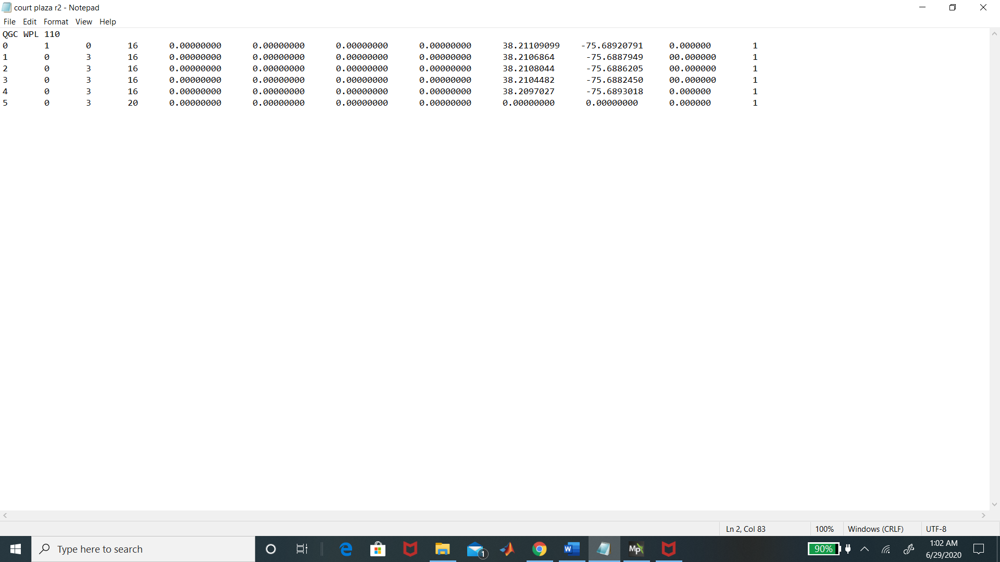 court plaza r2 - Notepad
File Edit Format View Help
QGC WPL 110
0 1 0 16 0.00000000 0.00000000 0.00000000 0.00000000 38.21109099 -75.68920791 0.000000 1
1 0 3 16 0.00000000 0.00000000 0.00000000 0.00000000 38.2106864 -75.6887949 00.000000 1
2 0 3 16 0.00000000 0.00000000 0.00000000 0.00000000 38.2108044 -75.6886205 00.000000 1
3 0 3 16 0.00000000 0.00000000 0.00000000 0.00000000 38.2104482 -75.6882450 00.000000 1
4 0 3 16 0.00000000 0.00000000 0.00000000 0.00000000 38.2097027 -75.6893018 0.000000 1
5 0 3 20 0.00000000 0.00000000 0.00000000 0.00000000 0.00000000 0.00000000 0.000000 1
Ln 2, Col 83 100% Windows (CRLF) UTF-8
Type here to search
1
W
Mp
90%
1:02 AM
6/29/2020